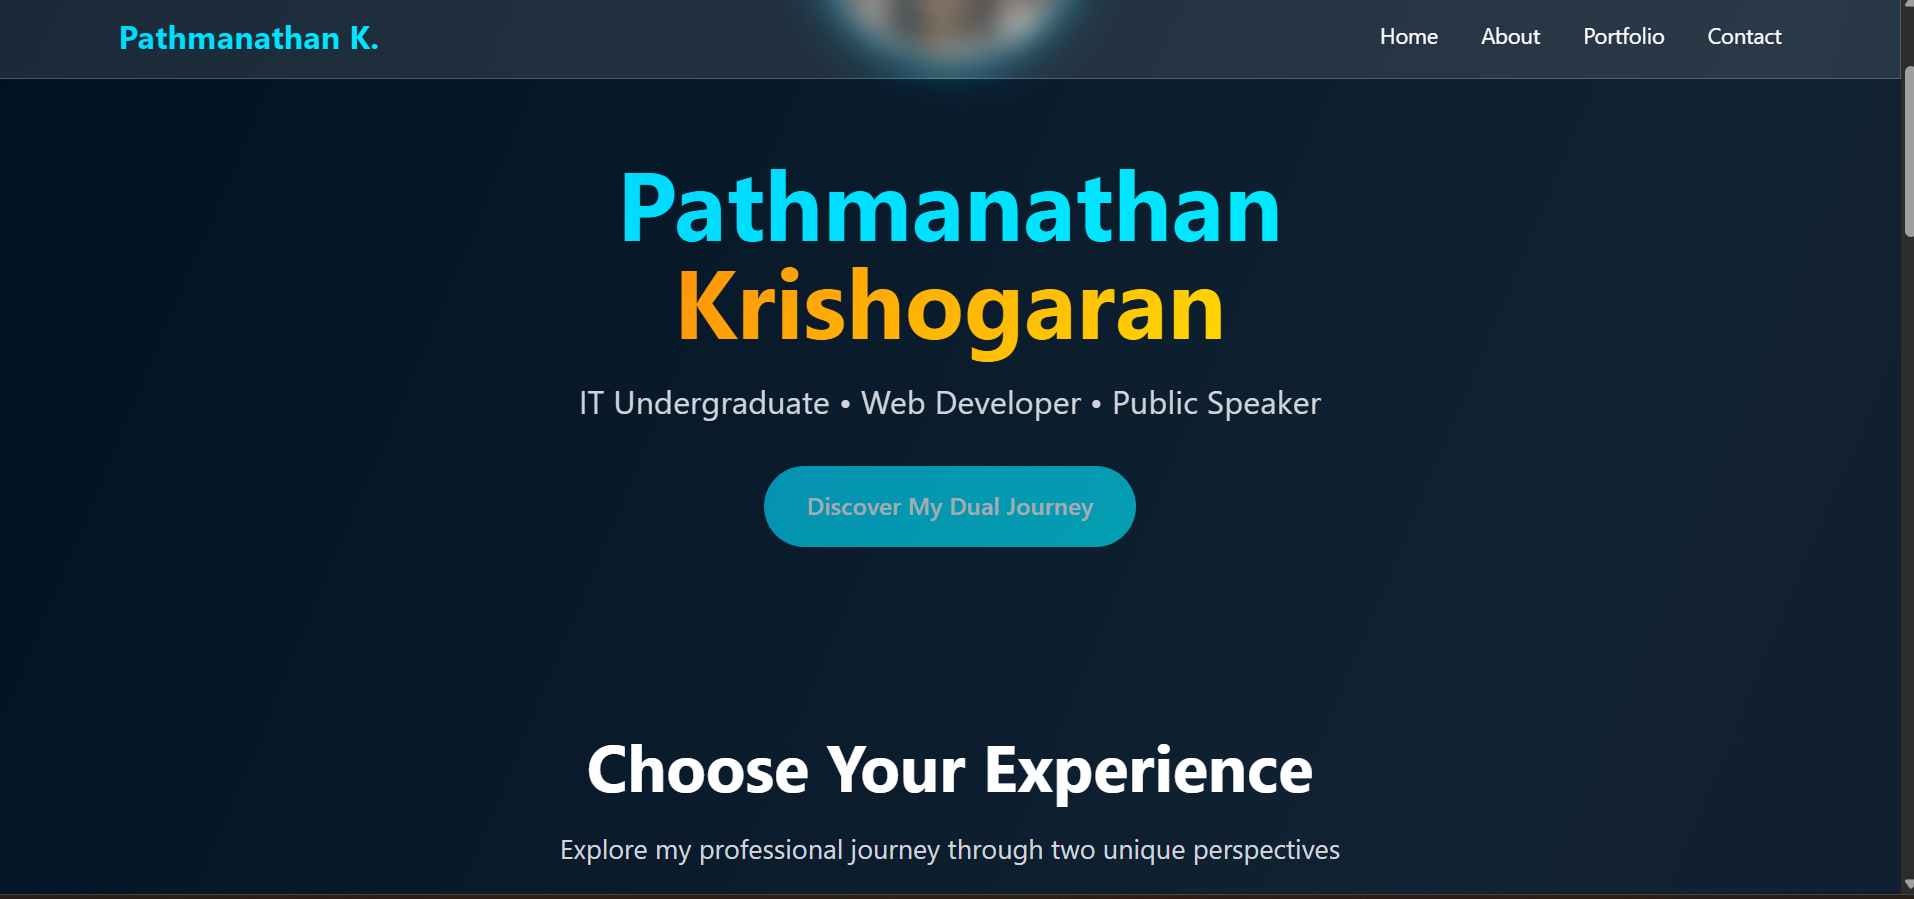 Pathmanathan K.
Home About Portfolio Contact
Pathmanathan
Krishogaran
IT Undergraduate • Web Developer • Public Speaker
Discover My Dual Journey
Choose Your Experience
Explore my professional journey through two unique perspectives